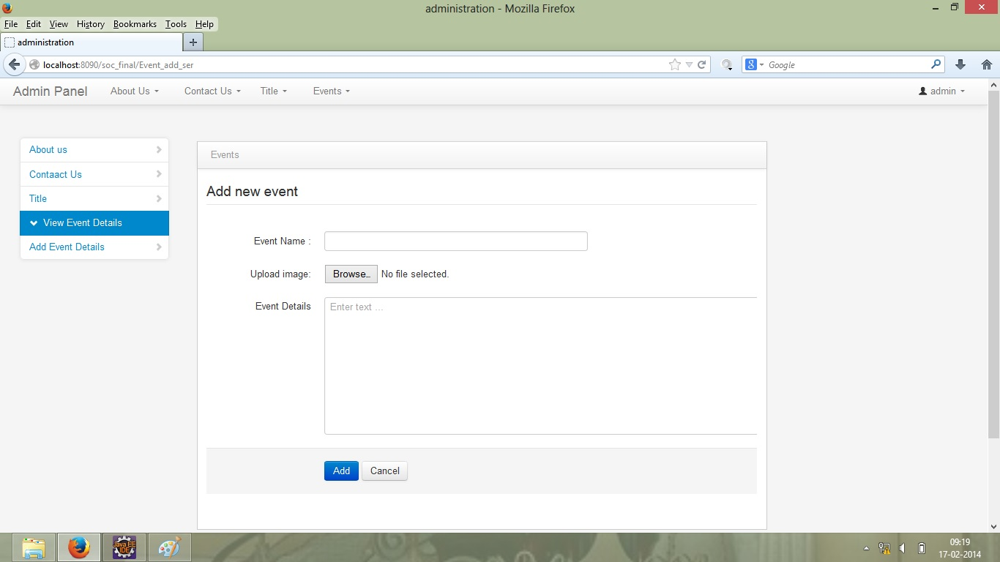 administration - Mozilla Firefox
File Edit View History Bookmarks Tools Help
administration
localhost:8090/soc_final/Event_add_ser
8 Google
Admin Panel About Us Contact Us Title Events admin
About us
Contaact Us
Title
View Event Details
Add Event Details
Events
Add new event
Event Name :
Upload image: Browse… No file selected.
Event Details Enter text ...
Add Cancel
Java EE
IDE
09:19
17-02-2014